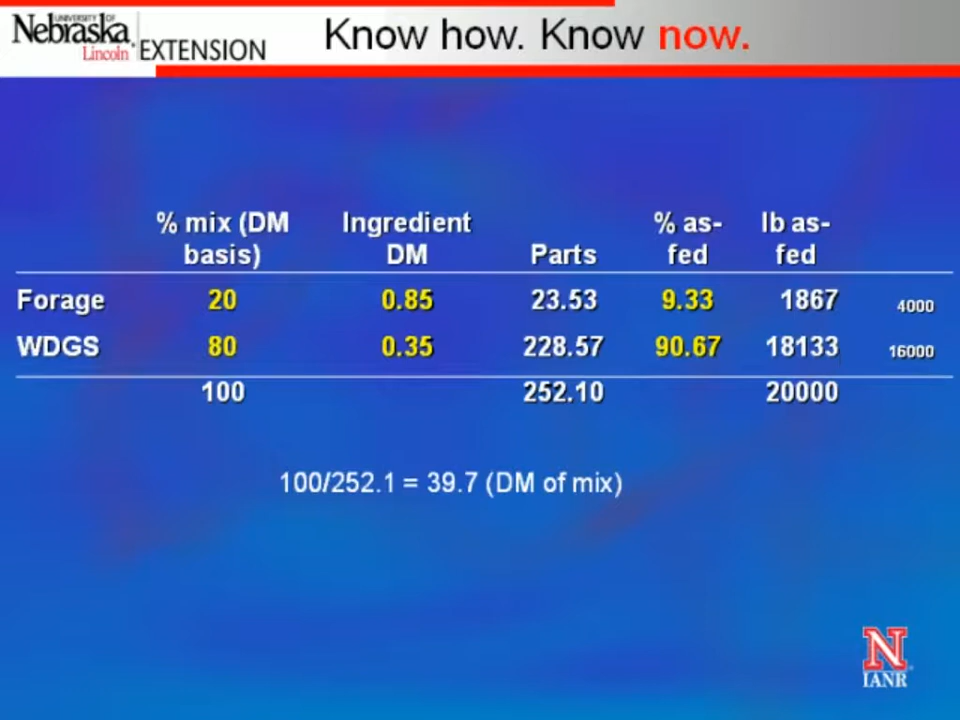 UNIVERSITY OF
Nebraska
Lincoln
EXTENSION
Know how. Know now.
% mix (DM basis) Ingredient DM Parts % as-fed lb as-fed
Forage 20 0.85 23.53 9.33 1867 4000
WDGS 80 0.35 228.57 90.67 18133 16000
100 252.10 20000
100/252.1 = 39.7 (DM of mix)
N
IANR